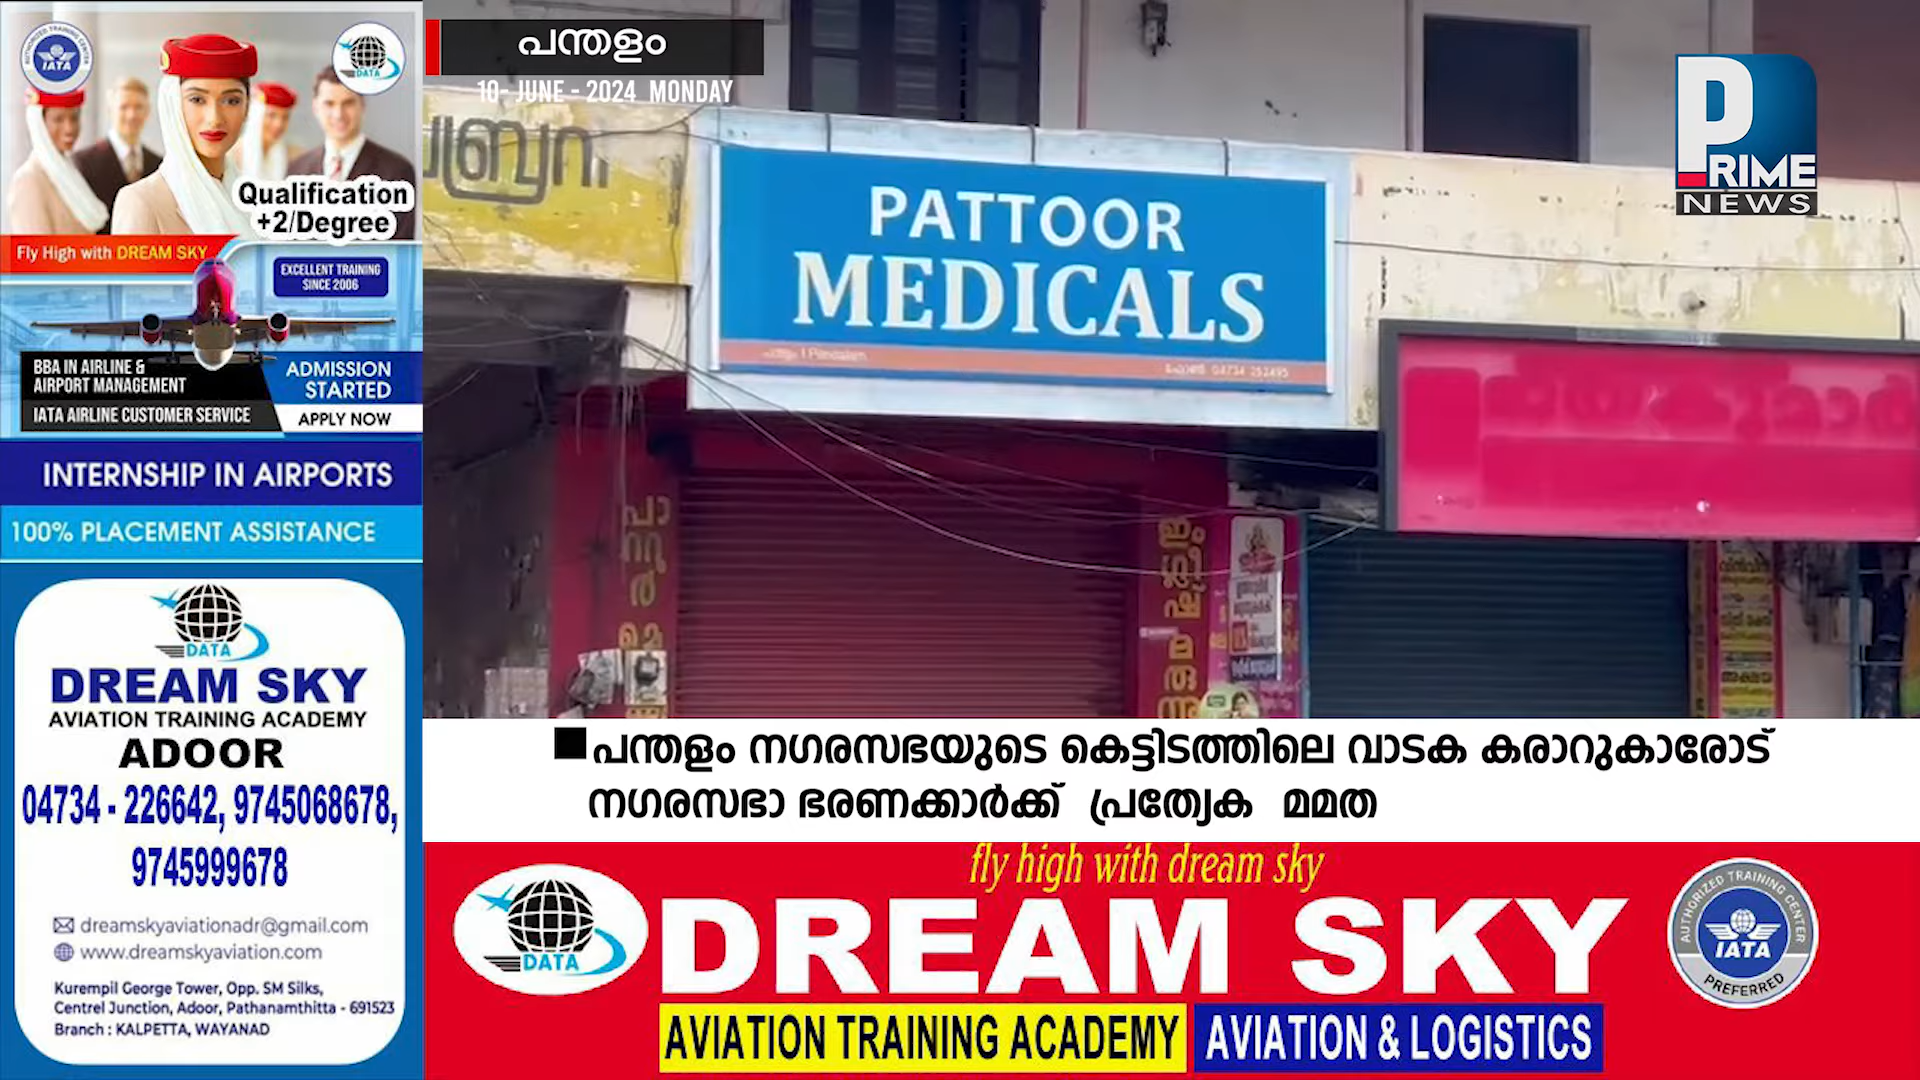 AUTHORIZED TRAINING CENTER
IATA
DATA
Qualification
+2/Degree
Fly High with DREAM SKY
EXCELLENT TRAINING
SINCE 2006
BBA IN AIRLINE &
AIRPORT MANAGEMENT
IATA AIRLINE CUSTOMER SERVICE
ADMISSION
STARTED
APPLY NOW
INTERNSHIP IN AIRPORTS
100% PLACEMENT ASSISTANCE
DATA
DREAM SKY
AVIATION TRAINING ACADEMY
ADOOR
04734 - 226642, 9745068678,
9745999678
dreamskyaviationadr@gmail.com
www.dreamskyaviation.com
Kurempil George Tower, Opp. SM Silks,
Centrel Junction, Adoor, Pathanamthitta - 691523
Branch : KALPETTA, WAYANAD
പന്തളം
10- JUNE - 2024 MONDAY
PRIME
NEWS
PATTOOR
MEDICALS
പന്തളം നഗരസഭയുടെ കെട്ടിടത്തിലെ വാടക കരാറുകാരോട്
നഗരസഭാ ഭരണക്കാർക്ക് പ്രത്യേക മമത
fly high with dream sky
DATA
DREAM SKY
AVIATION TRAINING ACADEMY
AVIATION & LOGISTICS
AUTHORIZED TRAINING CENTER
IATA
PREFERRED